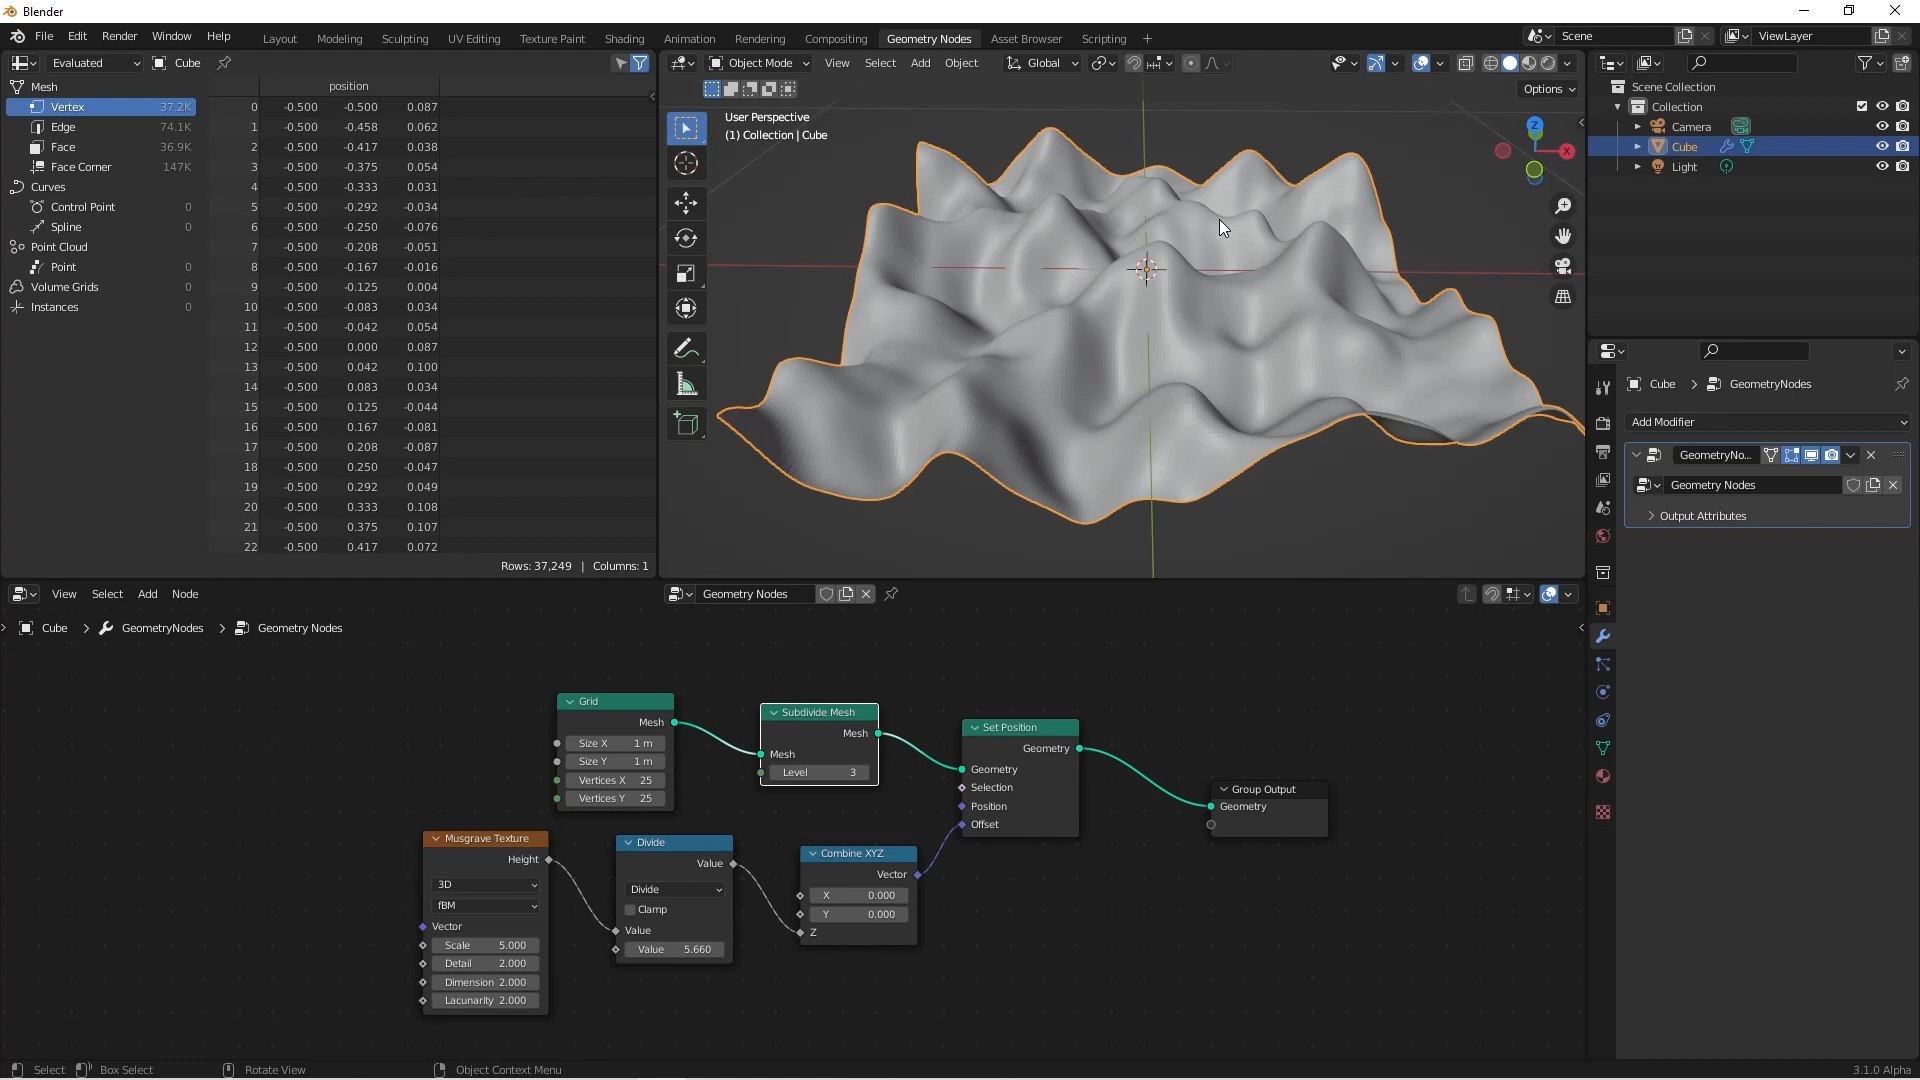 Blender
File Edit Render Window Help
Layout Modeling Sculpting UV Editing Texture Paint Shading Animation Rendering Compositing Geometry Nodes Asset Browser Scripting +
Scene
ViewLayer
Evaluated Cube
position
Mesh
Vertex 37.2K
Edge 74.1K
Face 36.9K
Face Corner 147K
Curves
Control Point 0
Spline 0
Point Cloud
Point 0
Volume Grids 0
Instances 0
0 -0.500 -0.500 0.087
1 -0.500 -0.458 0.062
2 -0.500 -0.417 0.038
3 -0.500 -0.375 0.054
4 -0.500 -0.333 0.031
5 -0.500 -0.292 -0.034
6 -0.500 -0.250 -0.076
7 -0.500 -0.208 -0.051
8 -0.500 -0.167 -0.016
9 -0.500 -0.125 0.004
10 -0.500 -0.083 0.034
11 -0.500 -0.042 0.054
12 -0.500 0.000 0.087
13 -0.500 0.042 0.100
14 -0.500 0.083 0.034
15 -0.500 0.125 -0.044
16 -0.500 0.167 -0.081
17 -0.500 0.208 -0.087
18 -0.500 0.250 -0.047
19 -0.500 0.292 0.049
20 -0.500 0.333 0.108
21 -0.500 0.375 0.107
22 -0.500 0.417 0.072
Rows: 37,249 | Columns: 1
Object Mode View Select Add Object Global
Options
User Perspective
(1) Collection | Cube
Z
X
Scene Collection
Collection
Camera
Cube
Light
Cube > GeometryNodes
Add Modifier
GeometryNo...
Geometry Nodes
Output Attributes
View Select Add Node
Geometry Nodes
Cube > GeometryNodes > Geometry Nodes
Grid
Mesh
Size X 1 m
Size Y 1 m
Vertices X 25
Vertices Y 25
Subdivide Mesh
Mesh
Mesh
Level 3
Set Position
Geometry
Geometry
Selection
Position
Offset
Group Output
Geometry
Musgrave Texture
Height
3D
fBM
Vector
Scale 5.000
Detail 2.000
Dimension 2.000
Lacunarity 2.000
Divide
Value
Divide
Clamp
Value
Value 5.660
Combine XYZ
Vector
X 0.000
Y 0.000
Z
Select Box Select Rotate View Object Context Menu
3.1.0 Alpha